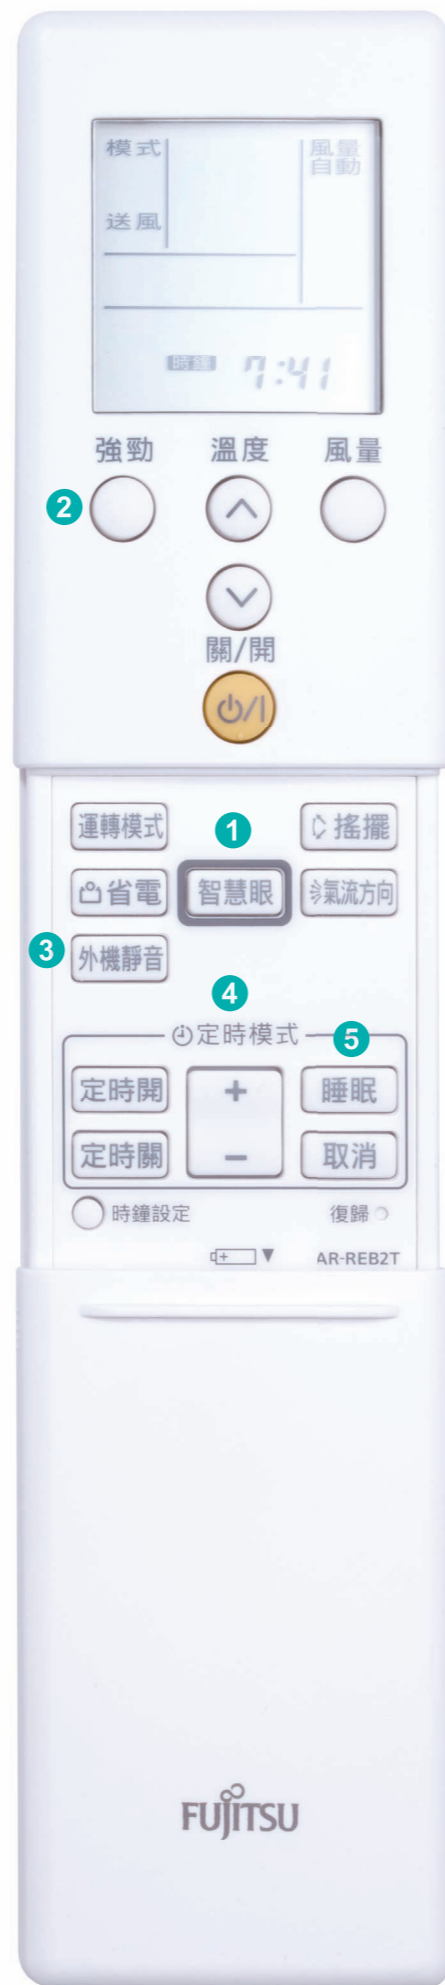 模式
風量
自動
送風
時鐘 7:41
強勁 溫度 風量
2
關/開
運轉模式 1 搖擺
省電 智慧眼 氣流方向
3 外機靜音
4
定時模式 5
定時開 + 睡眠
定時關 - 取消
時鐘設定 復歸
AR-REB2T
FUJITSU